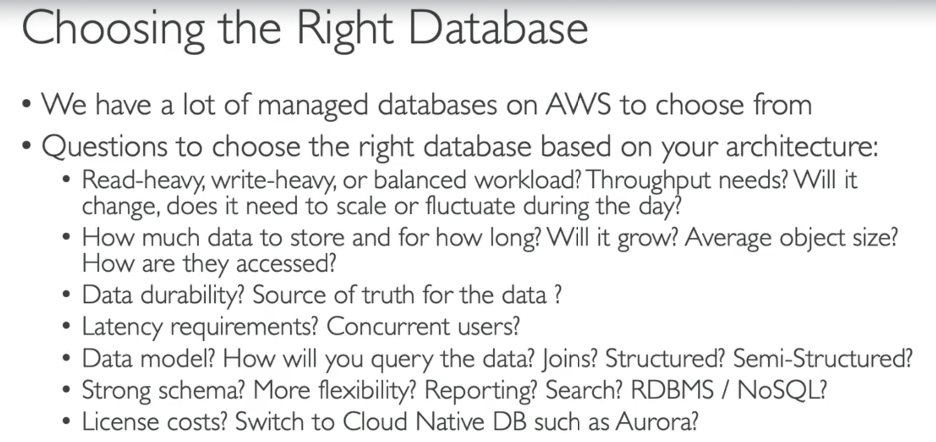 Choosing the Right Database
• We have a lot of managed databases on AWS to choose from
• Questions to choose the right database based on your architecture:
• Read-heavy, write-heavy, or balanced workload? Throughput needs? Will it
change, does it need to scale or fluctuate during the day?
• How much data to store and for how long? Will it grow? Average object size?
How are they accessed?
• Data durability? Source of truth for the data ?
• Latency requirements? Concurrent users?
• Data model? How will you query the data? Joins? Structured? Semi-Structured?
• Strong schema? More flexibility? Reporting? Search? RDBMS / NoSQL?
• License costs? Switch to Cloud Native DB such as Aurora?